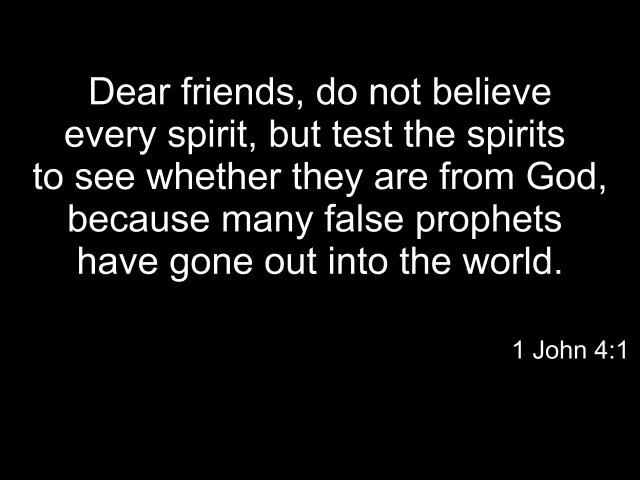 Dear friends, do not believe
every spirit, but test the spirits
to see whether they are from God,
because many false prophets
have gone out into the world.
1 John 4:1